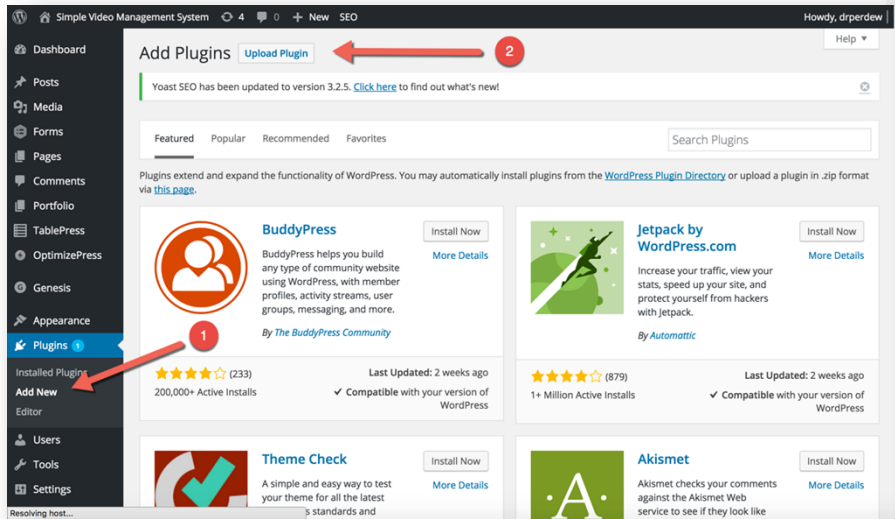 Simple Video Management System 4 0 + New SEO Howdy, drperdew
Dashboard
Posts
Media
Forms
Pages
Comments
Portfolio
TablePress
OptimizePress
Genesis
Appearance
Plugins 1
Installed Plugins
Add New
Editor
Users
Tools
Settings
Resolving host...
1
2
Help ▼
Add Plugins Upload Plugin
Yoast SEO has been updated to version 3.2.5. Click here to find out what's new!
Featured Popular Recommended Favorites Search Plugins
Plugins extend and expand the functionality of WordPress. You may automatically install plugins from the WordPress Plugin Directory or upload a plugin in .zip format
via this page.
BuddyPress
Install Now
More Details
BuddyPress helps you build
any type of community website
using WordPress, with member
profiles, activity streams, user
groups, messaging, and more.
By The BuddyPress Community
(233)
200,000+ Active Installs
Last Updated: 2 weeks ago
✓ Compatible with your version of
WordPress
Jetpack by
WordPress.com
Install Now
More Details
Increase your traffic, view your
stats, speed up your site, and
protect yourself from hackers
with Jetpack.
By Automattic
(879)
1+ Million Active Installs
Last Updated: 2 weeks ago
✓ Compatible with your version of
WordPress
Theme Check
Install Now
More Details
A simple and easy way to test
your theme for all the latest
standards and
Akismet
Install Now
More Details
·A·
Akismet checks your comments
against the Akismet Web
service to see if they look like